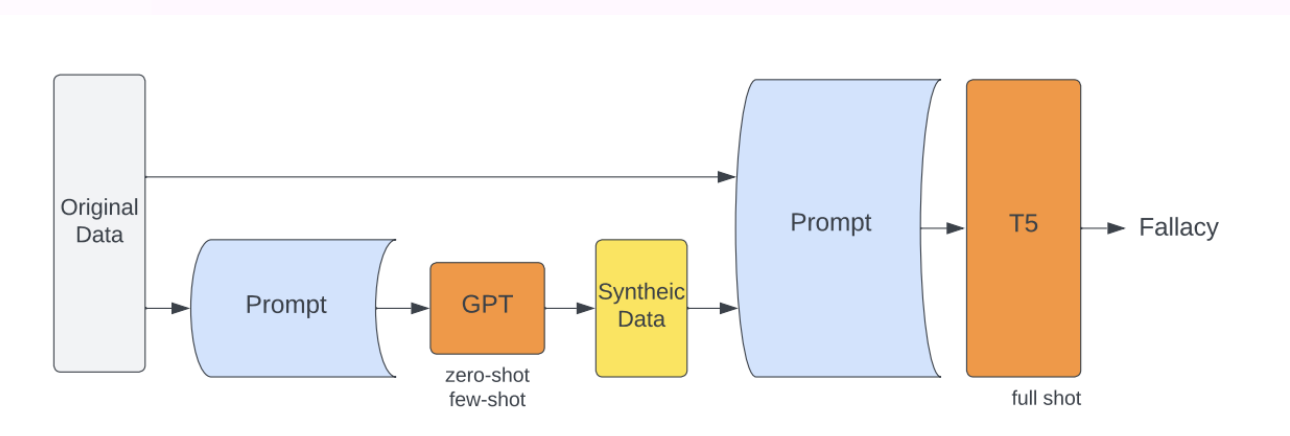 Original
Data
Prompt
GPT
zero-shot
few-shot
Syntheic
Data
Prompt
T5
full shot
Fallacy